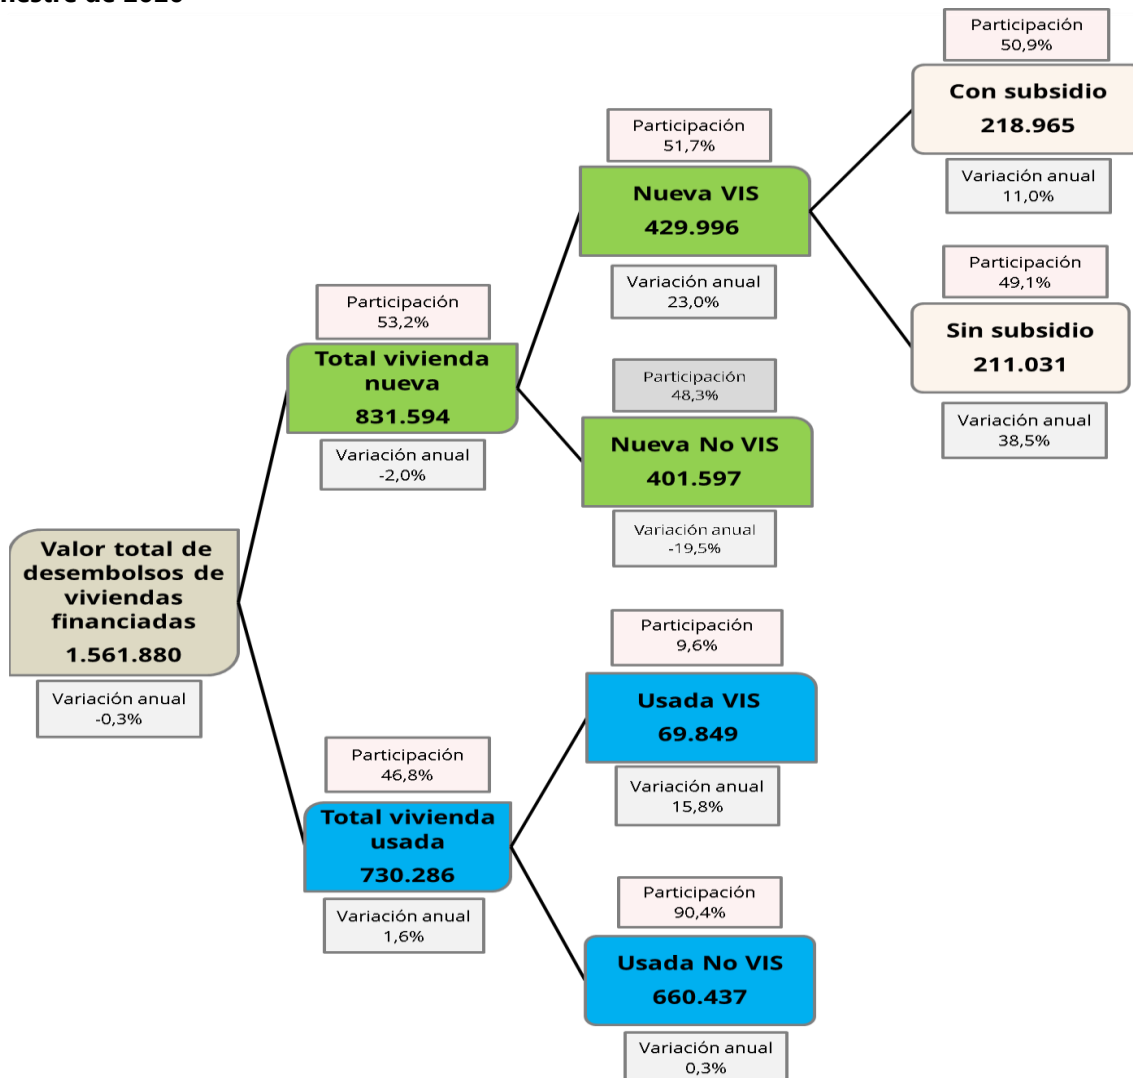 Participación
50,9%
Con subsidio
218.965
Variación anual
11,0%
Participación
51,7%
Nueva VIS
429.996
Variación anual
23,0%
Participación
49,1%
Sin subsidio
211.031
Variación anual
38,5%
Participación
53,2%
Total vivienda
nueva
831.594
Variación anual
-2,0%
Participación
48,3%
Nueva No VIS
401.597
Variación anual
-19,5%
Valor total de
desembolsos de
viviendas
financiadas
1.561.880
Variación anual
-0,3%
Participación
9,6%
Usada VIS
69.849
Variación anual
15,8%
Participación
46,8%
Total vivienda
usada
730.286
Variación anual
1,6%
Participación
90,4%
Usada No VIS
660.437
Variación anual
0,3%